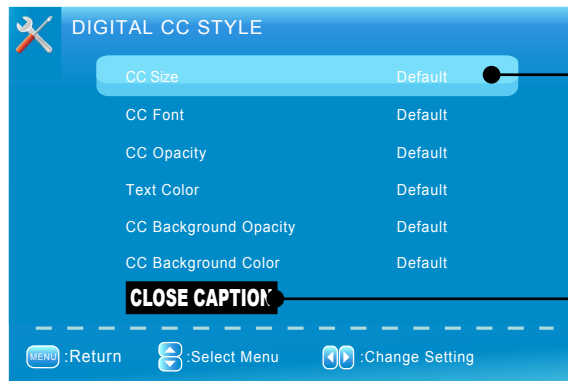 DIGITAL CC STYLE
CC Size Default
CC Font Default
CC Opacity Default
Text Color Default
CC Background Opacity Default
CC Background Color Default
CLOSE CAPTION
MENU :Return :Select Menu :Change Setting